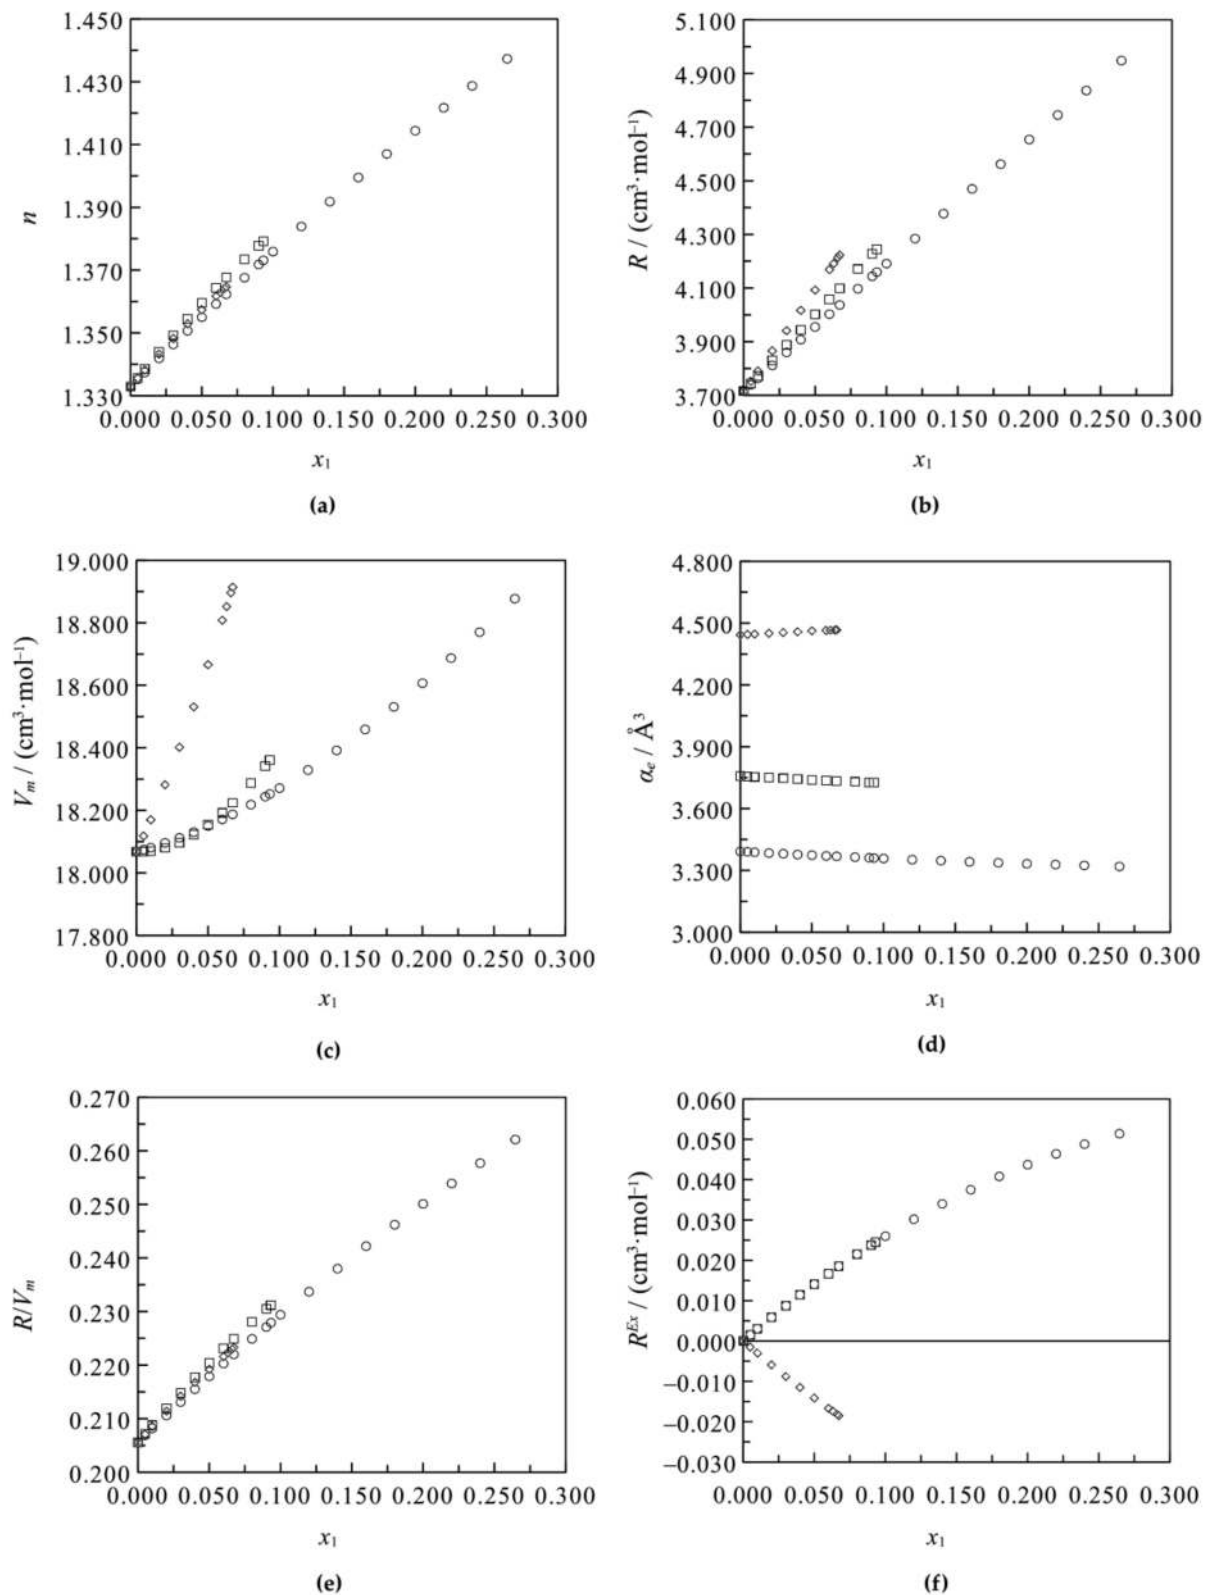 1.450
1.430
1.410
1.390
1.370
1.350
1.330
n
0.000 0.050 0.100 0.150 0.200 0.250 0.300
x1
(a)
5.100
4.900
4.700
4.500
4.300
4.100
3.900
3.700
R / (cm³·mol⁻¹)
0.000 0.050 0.100 0.150 0.200 0.250 0.300
x1
(b)
19.000
18.800
18.600
18.400
18.200
18.000
17.800
Vm / (cm³·mol⁻¹)
0.000 0.050 0.100 0.150 0.200 0.250 0.300
x1
(c)
4.800
4.500
4.200
3.900
3.600
3.300
3.000
αe / Å³
0.000 0.050 0.100 0.150 0.200 0.250 0.300
x1
(d)
0.270
0.260
0.250
0.240
0.230
0.220
0.210
0.200
R/Vm
0.000 0.050 0.100 0.150 0.200 0.250 0.300
x1
(e)
0.060
0.050
0.040
0.030
0.020
0.010
0.000
–0.010
–0.020
–0.030
R^Ex / (cm³·mol⁻¹)
0.000 0.050 0.100 0.150 0.200 0.250 0.300
x1
(f)